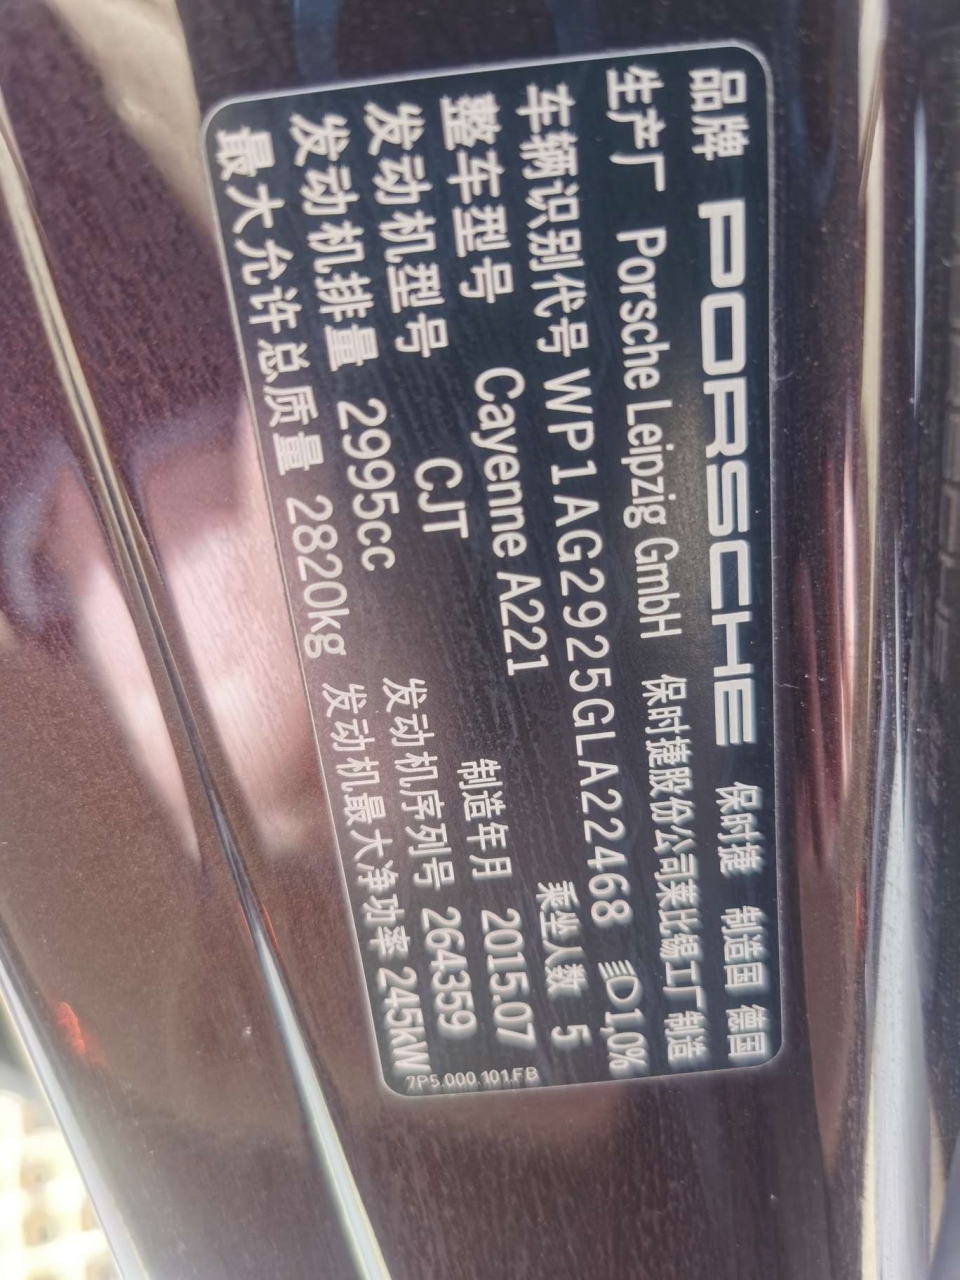 品牌 PORSCHE 保时捷 制造国 德国
生产厂 Porsche Leipzig GmbH 保时捷股份公司莱比锡工厂制造
车辆识别代号 WP1AG2925GLA22468 1,0%
整车型号 Cayenne A221 乘坐人数 5
发动机型号 CJT 制造年月 2015.07
发动机排量 2995cc 发动机序列号 264359
最大允许总质量 2820kg 发动机最大净功率 245kW
7P5.000.101.FB